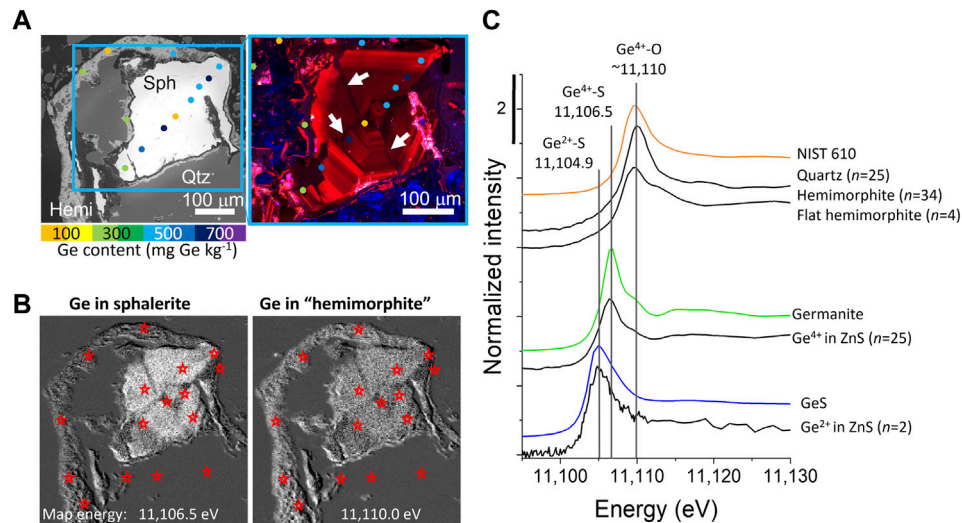 A
Sph
Qtz
Hemi
100 µm
100 µm
100 300 500 700
Ge content (mg Ge kg-1)
B
Ge in sphalerite
Ge in “hemimorphite”
Map energy: 11,106.5 eV
11,110.0 eV
C
Ge4+-O
~11,110
Ge4+-S
11,106.5
Ge2+-S
11,104.9
2
NIST 610
Quartz (n=25)
Hemimorphite (n=34)
Flat hemimorphite (n=4)
Germanite
Ge4+ in ZnS (n=25)
GeS
Ge2+ in ZnS (n=2)
Normalized intensity
11,100 11,110 11,120 11,130
Energy (eV)